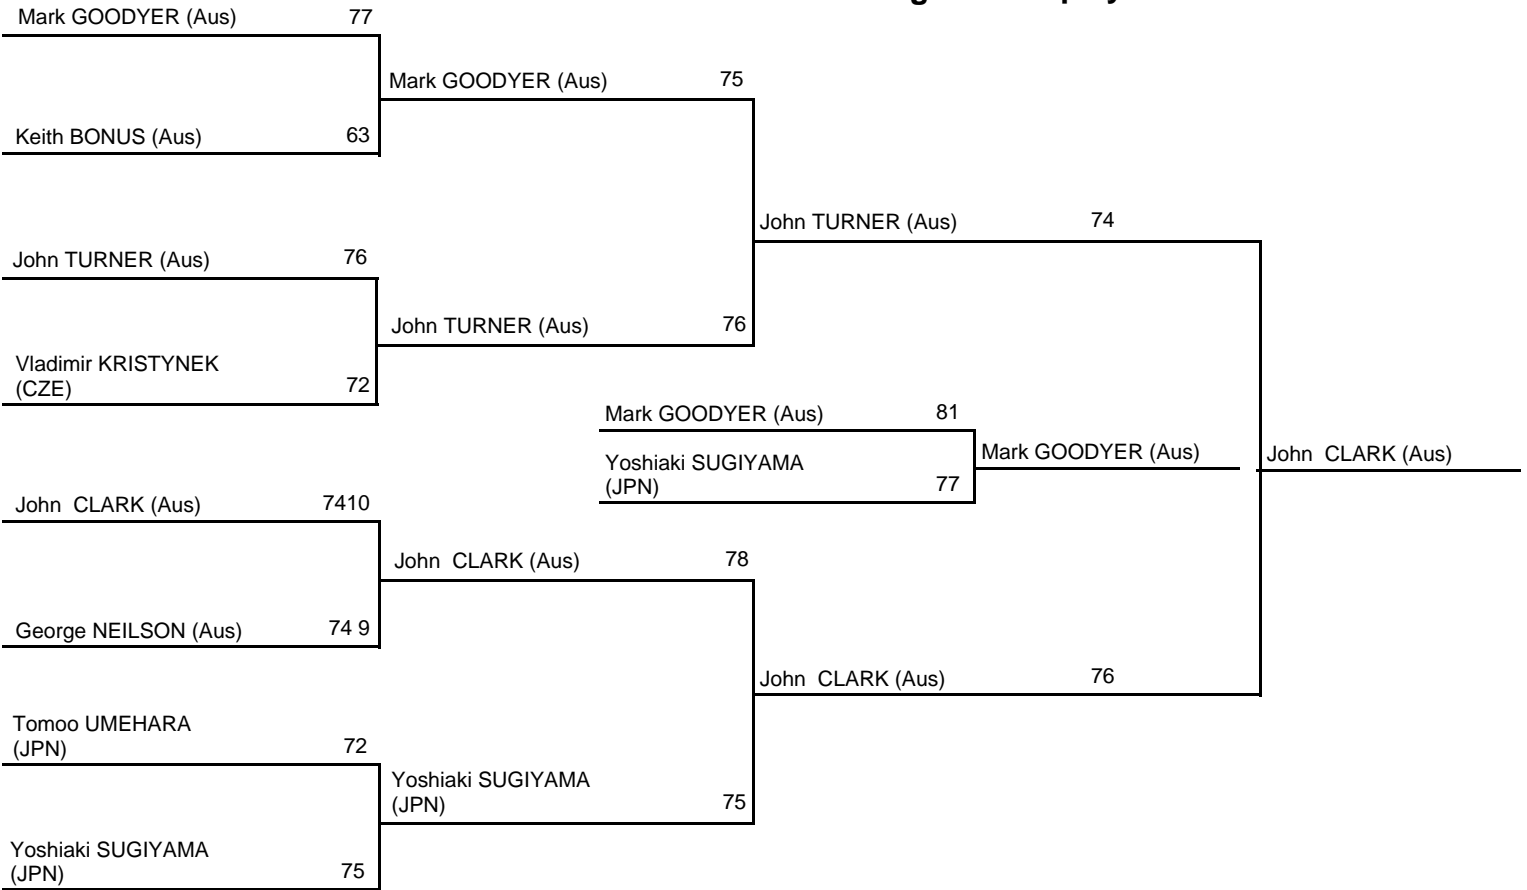 Mark GOODYER (Aus) 77
Mark GOODYER (Aus) 75
Keith BONUS (Aus) 63
John TURNER (Aus) 74
John TURNER (Aus) 76
John TURNER (Aus) 76
Vladimir KRISTYNEK
(CZE) 72
Mark GOODYER (Aus) 81
Mark GOODYER (Aus)
John CLARK (Aus)
Yoshiaki SUGIYAMA
(JPN) 77
John CLARK (Aus) 7410
John CLARK (Aus) 78
George NEILSON (Aus) 74 9
John CLARK (Aus) 76
Tomoo UMEHARA
(JPN) 72
Yoshiaki SUGIYAMA
(JPN) 75
Yoshiaki SUGIYAMA
(JPN) 75